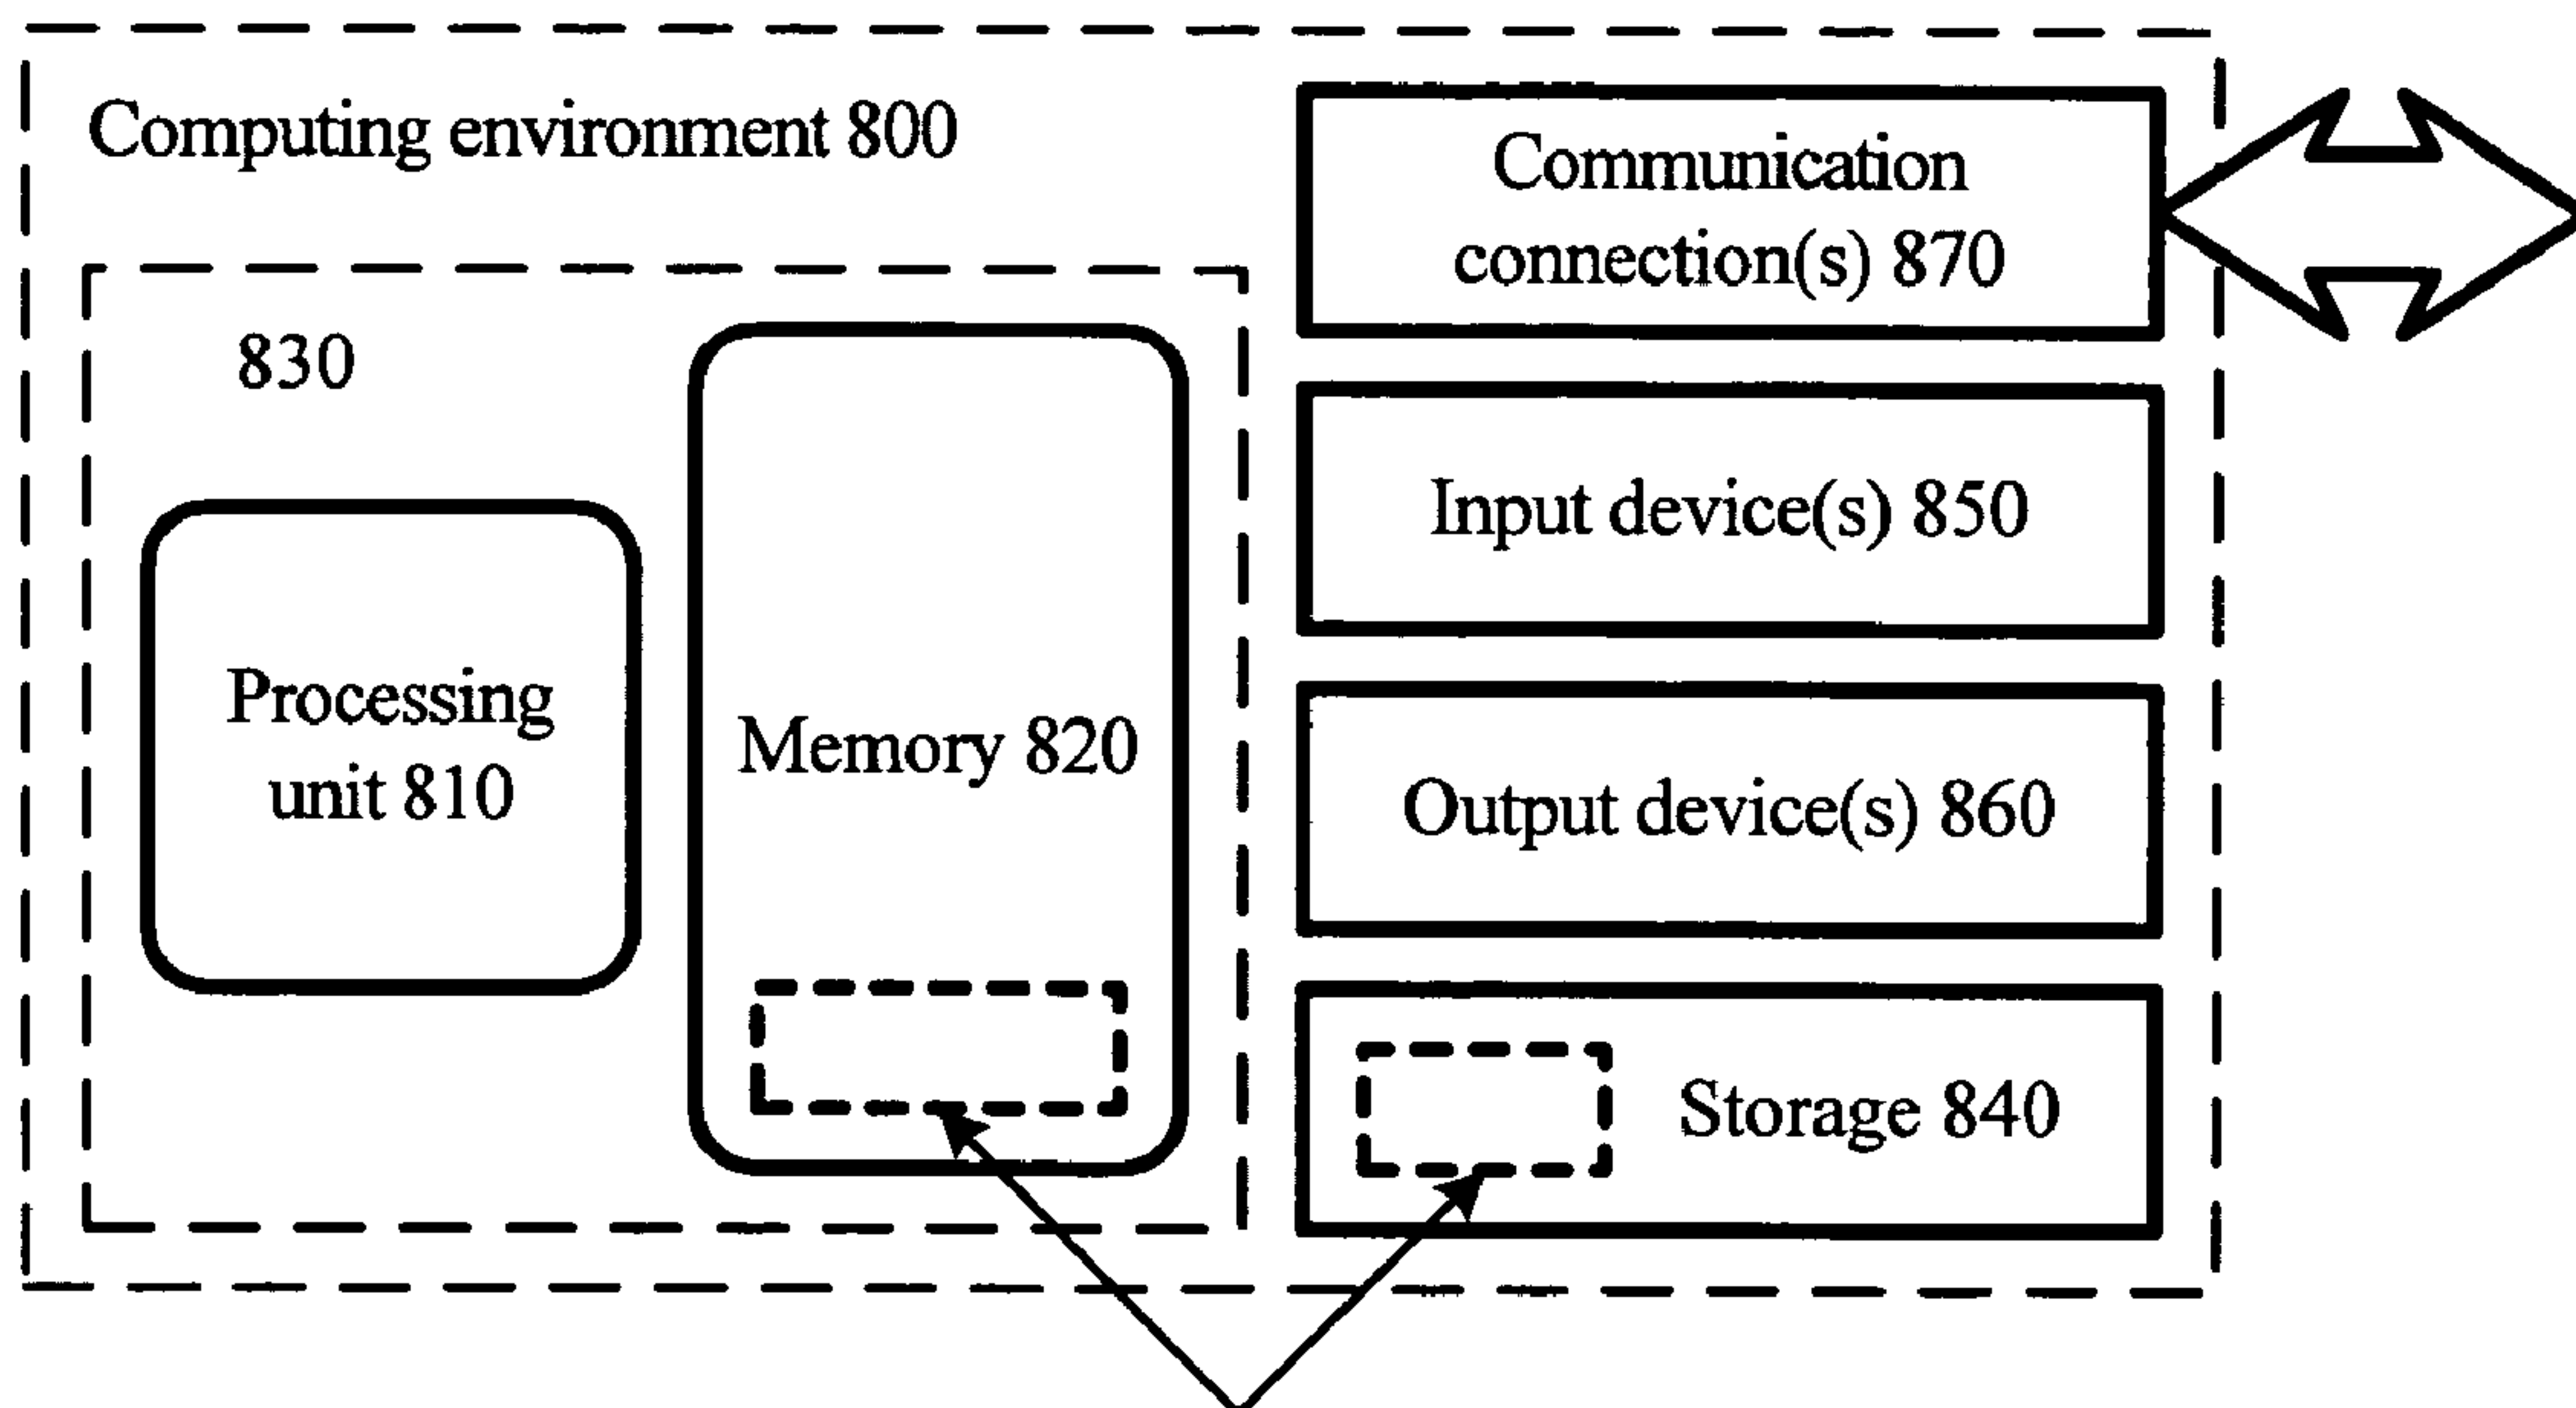 Computing environment 800
Communication
connection(s) 870
830
Input device(s) 850
Processing
unit 810
Memory 820
Output device(s) 860
Storage 840